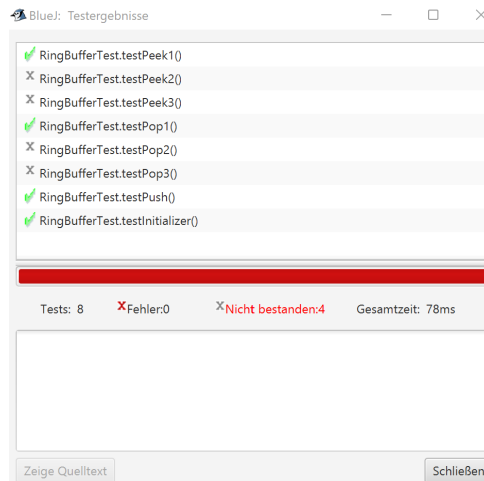 BlueJ: Testergebnisse
RingBufferTest.testPeek1()
RingBufferTest.testPeek2()
RingBufferTest.testPeek3()
RingBufferTest.testPop1()
RingBufferTest.testPop2()
RingBufferTest.testPop3()
RingBufferTest.testPush()
RingBufferTest.testInitializer()
Tests: 8 Fehler:0 Nicht bestanden:4 Gesamtzeit: 78ms
Zeige Quelltext Schließen